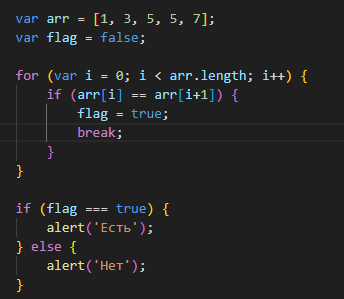 var arr = [1, 3, 5, 5, 7];
var flag = false;

for (var i = 0; i < arr.length; i++) {
    if (arr[i] == arr[i+1]) {
        flag = true;
        break;
    }
}

if (flag === true) {
    alert('Есть');
} else {
    alert('Нет');
}